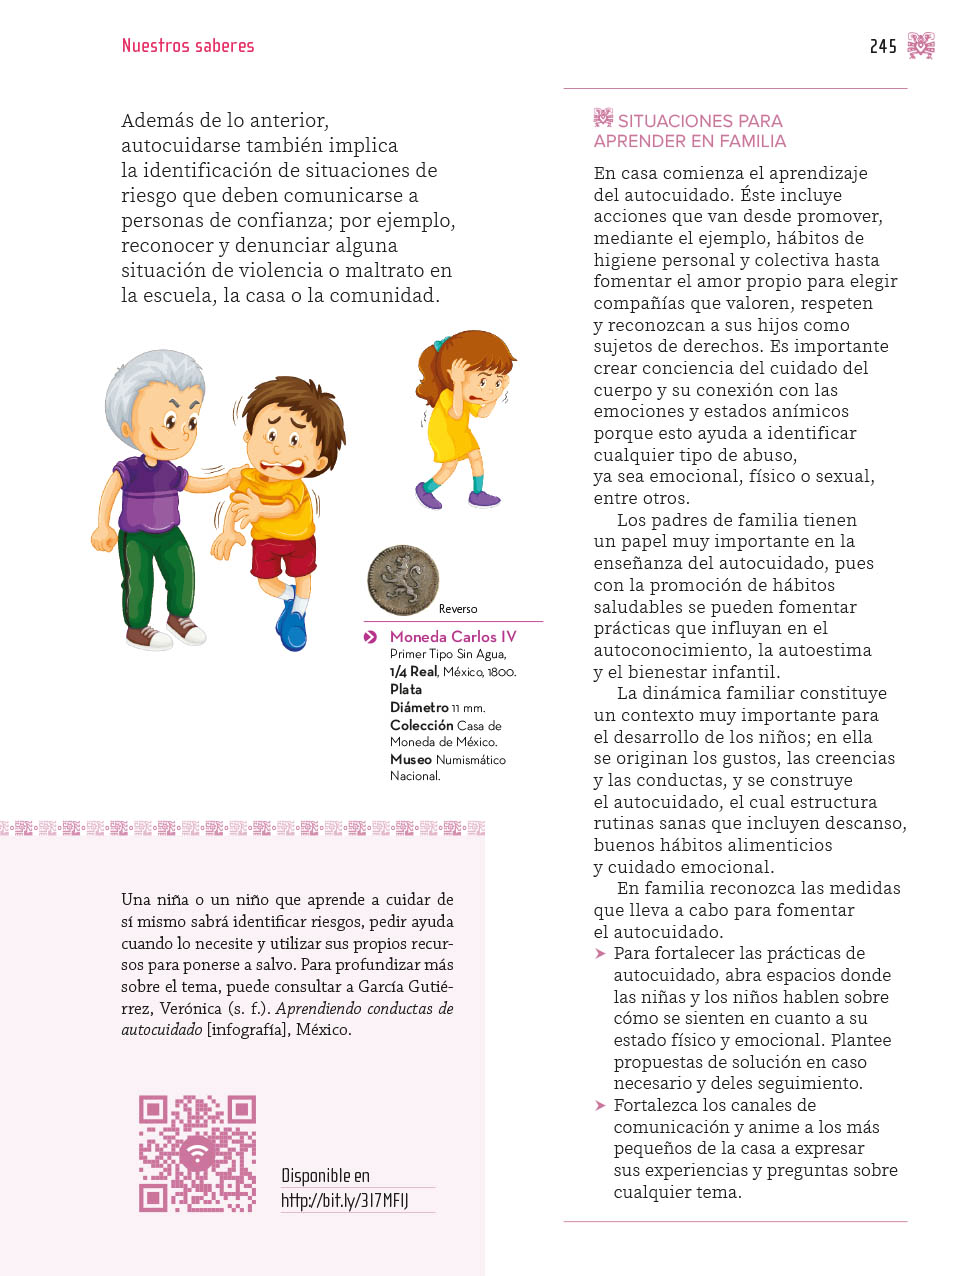 Nuestros saberes
245
Además de lo anterior,
autocuidarse también implica
la identificación de situaciones de
riesgo que deben comunicarse a
personas de confianza; por ejemplo,
reconocer y denunciar alguna
situación de violencia o maltrato en
la escuela, la casa o la comunidad.
Reverso
Moneda Carlos IV
Primer Tipo Sin Agua,
1/4 Real, México, 1800.
Plata
Diámetro 11 mm.
Colección Casa de
Moneda de México.
Museo Numismático
Nacional.
Una niña o un niño que aprende a cuidar de
sí mismo sabrá identificar riesgos, pedir ayuda
cuando lo necesite y utilizar sus propios recur-
sos para ponerse a salvo. Para profundizar más
sobre el tema, puede consultar a García Gutié-
rrez, Verónica (s. f.). Aprendiendo conductas de
autocuidado [infografía], México.
Disponible en
http://bit.ly/3I7MFIJ
SITUACIONES PARA
APRENDER EN FAMILIA
En casa comienza el aprendizaje
del autocuidado. Éste incluye
acciones que van desde promover,
mediante el ejemplo, hábitos de
higiene personal y colectiva hasta
fomentar el amor propio para elegir
compañías que valoren, respeten
y reconozcan a sus hijos como
sujetos de derechos. Es importante
crear conciencia del cuidado del
cuerpo y su conexión con las
emociones y estados anímicos
porque esto ayuda a identificar
cualquier tipo de abuso,
ya sea emocional, físico o sexual,
entre otros.
Los padres de familia tienen
un papel muy importante en la
enseñanza del autocuidado, pues
con la promoción de hábitos
saludables se pueden fomentar
prácticas que influyan en el
autoconocimiento, la autoestima
y el bienestar infantil.
La dinámica familiar constituye
un contexto muy importante para
el desarrollo de los niños; en ella
se originan los gustos, las creencias
y las conductas, y se construye
el autocuidado, el cual estructura
rutinas sanas que incluyen descanso,
buenos hábitos alimenticios
y cuidado emocional.
En familia reconozca las medidas
que lleva a cabo para fomentar
el autocuidado.
➤ Para fortalecer las prácticas de
autocuidado, abra espacios donde
las niñas y los niños hablen sobre
cómo se sienten en cuanto a su
estado físico y emocional. Plantee
propuestas de solución en caso
necesario y deles seguimiento.
➤ Fortalezca los canales de
comunicación y anime a los más
pequeños de la casa a expresar
sus experiencias y preguntas sobre
cualquier tema.